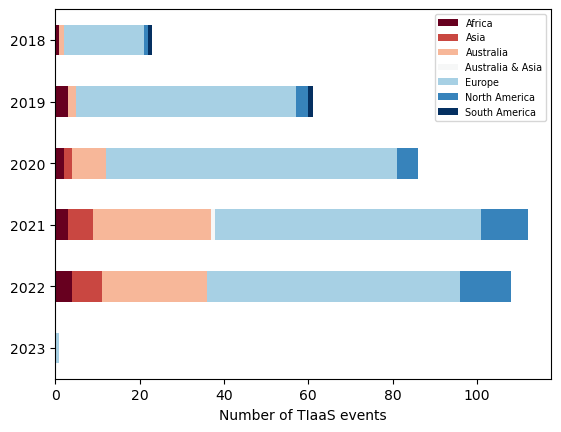 2018
2019
2020
2021
2022
2023
0 20 40 60 80 100
Number of TIaaS events
Africa
Asia
Australia
Australia & Asia
Europe
North America
South America